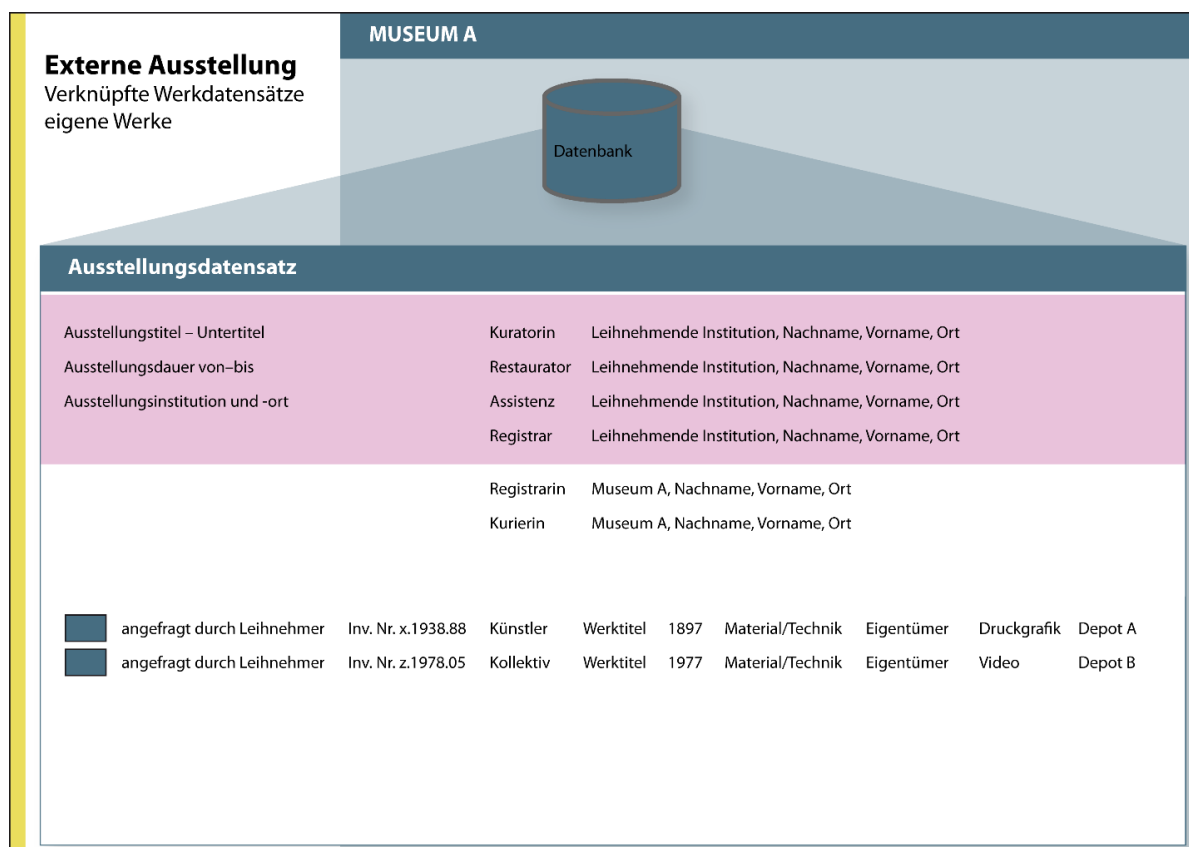 MUSEUM A
Externe Ausstellung
Verknüpfte Werkdatensätze
eigene Werke
Datenbank
Ausstellungsdatensatz
Ausstellungstitel – Untertitel Kuratorin Leihnehmende Institution, Nachname, Vorname, Ort
Ausstellungsdauer von–bis Restaurator Leihnehmende Institution, Nachname, Vorname, Ort
Ausstellungsinstitution und -ort Assistenz Leihnehmende Institution, Nachname, Vorname, Ort
Registrar Leihnehmende Institution, Nachname, Vorname, Ort
Registrarin Museum A, Nachname, Vorname, Ort
Kurierin Museum A, Nachname, Vorname, Ort
angefragt durch Leihnehmer Inv. Nr. x.1938.88 Künstler Werktitel 1897 Material/Technik Eigentümer Druckgrafik Depot A
angefragt durch Leihnehmer Inv. Nr. z.1978.05 Kollektiv Werktitel 1977 Material/Technik Eigentümer Video Depot B